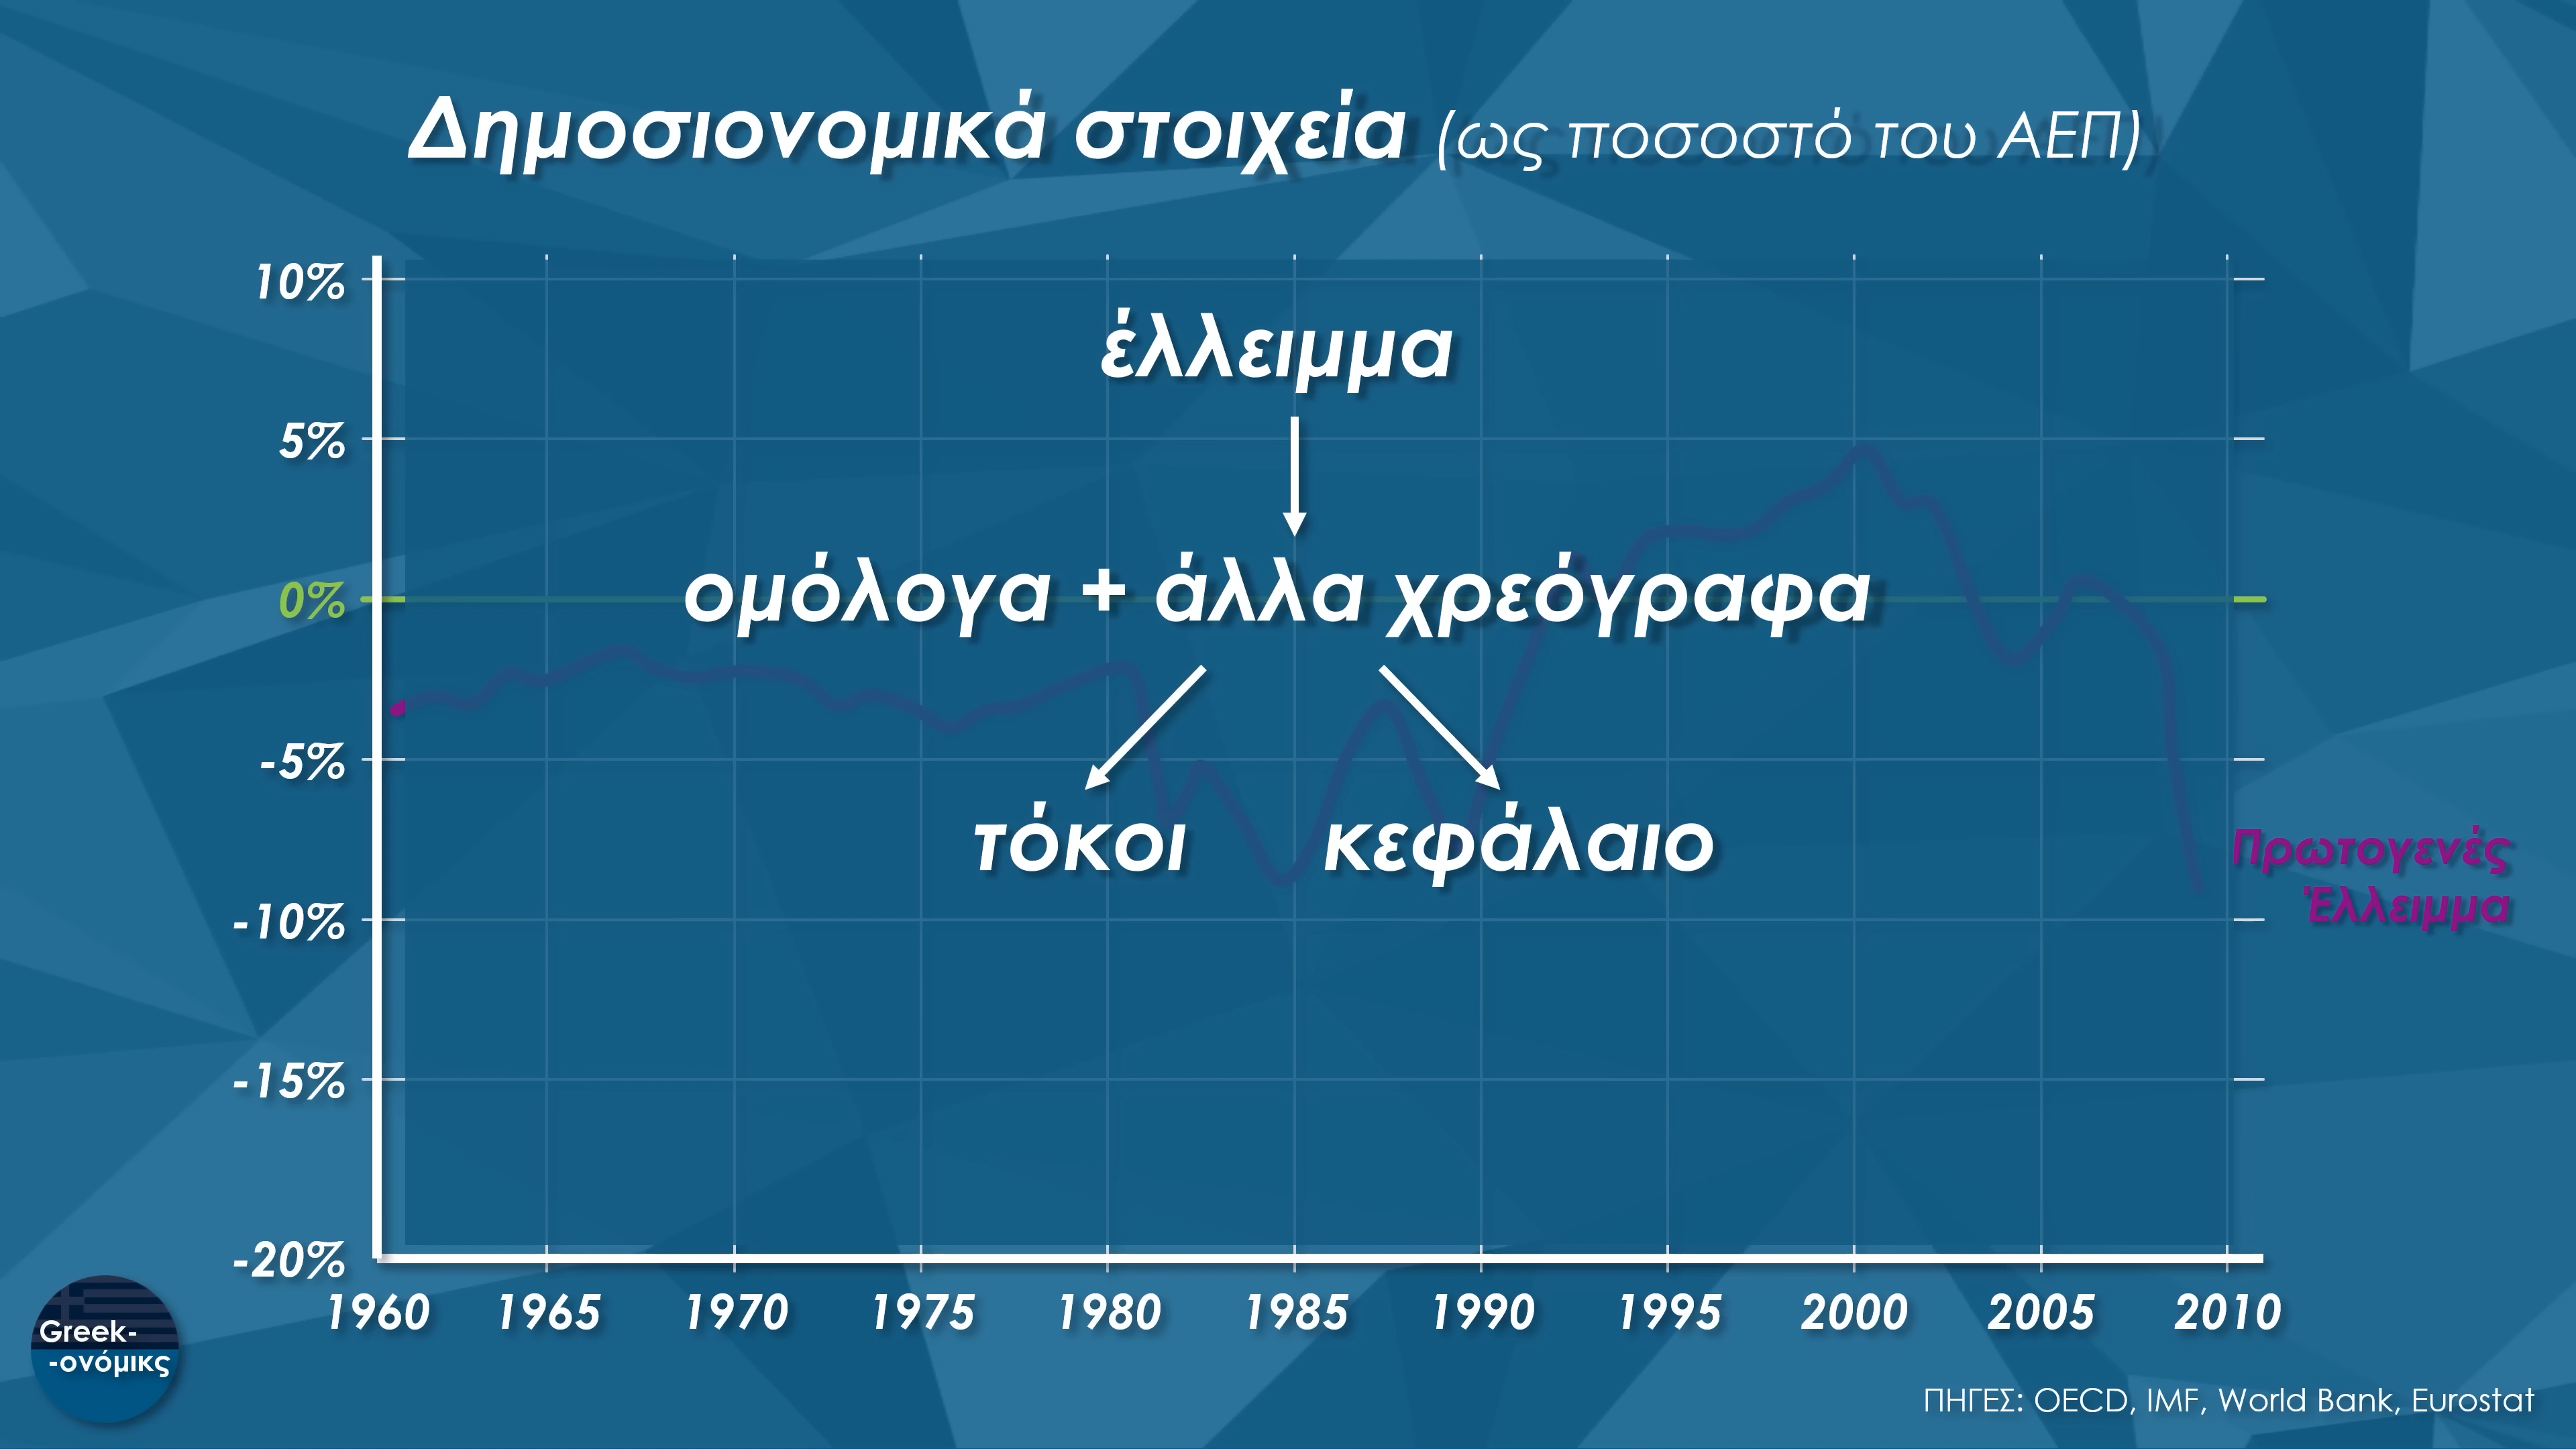 Δημοσιονομικά στοιχεία (ως ποσοστό του ΑΕΠ)
10%
5%
0%
-5%
-10%
-15%
-20%
έλλειμμα
ομόλογα + άλλα χρεόγραφα
τόκοι κεφάλαιο
Πρωτογενές
Έλλειμμα
1960 1965 1970 1975 1980 1985 1990 1995 2000 2005 2010
Greek-
-ονόμικς
ΠΗΓΕΣ: OECD, IMF, World Bank, Eurostat